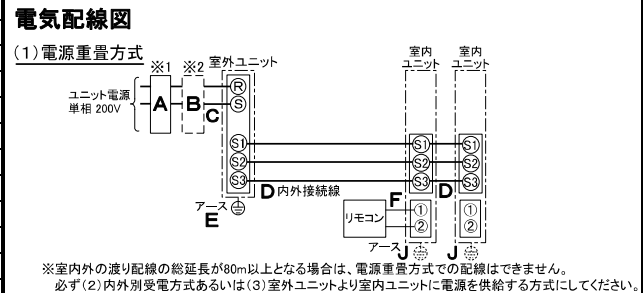 電気配線図
(1)電源重畳方式
※1 ※2 室外ユニット
室内 室内
ユニット ユニット
ユニット電源
単相 200V
A B C
R
S
S1 S1 S1
S2 S2 S2
S3 S3 S3
D 内外接続線 F D
アース
E
リモコン
① ①
② ②
アース J J
※室内外の渡り配線の総延長が80m以上となる場合は、電源重畳方式での配線はできません。
必ず(2)内外別受電方式あるいは(3)室外ユニットより室内ユニットに電源を供給する方式にしてください。